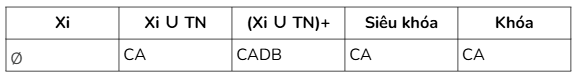 Xi Xi U TN (Xi U TN)+ Siêu khóa Khóa
∅ CA CADB CA CA